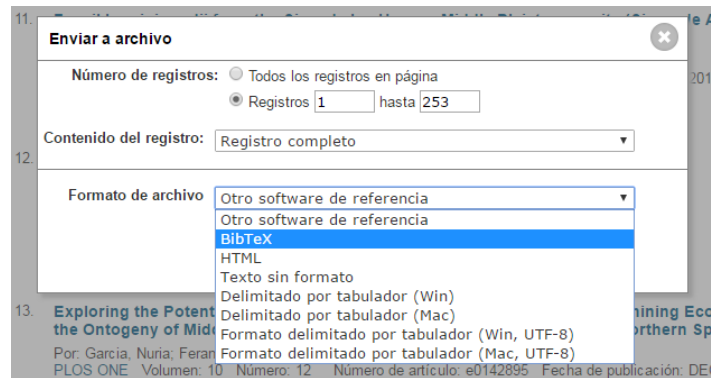 11.
Enviar a archivo
Número de registros: Todos los registros en página
Registros 1 hasta 253
Contenido del registro: Registro completo
12.
Formato de archivo Otro software de referencia
Otro software de referencia
BibTeX
HTML
Texto sin formato
Delimitado por tabulador (Win)
Delimitado por tabulador (Mac)
Formato delimitado por tabulador (Win, UTF-8)
Formato delimitado por tabulador (Mac, UTF-8)
13. Exploring the Potent ining Eco
the Ontogeny of Midd orthern Sp
Por: Garcia, Nuria; Feran
PLOS ONE Volumen: 10 Número: 12 Número de artículo: e0142895 Fecha de publicación: DEC